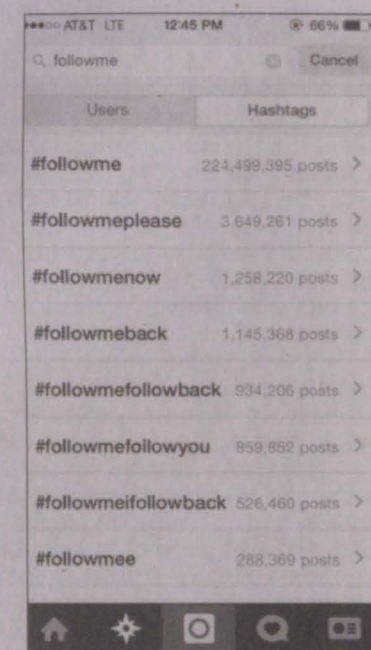 AT&T LTE 12:45 PM 66%
followme Cancel
Users Hashtags
#followme 224,499,395 posts
#followmeplease 3,649,261 posts
#followmenow 1,258,220 posts
#followmeback 1,145,368 posts
#followmefollowback 934,206 posts
#followmefollowyou 859,852 posts
#followmeifollowback 526,460 posts
#followmee 288,369 posts